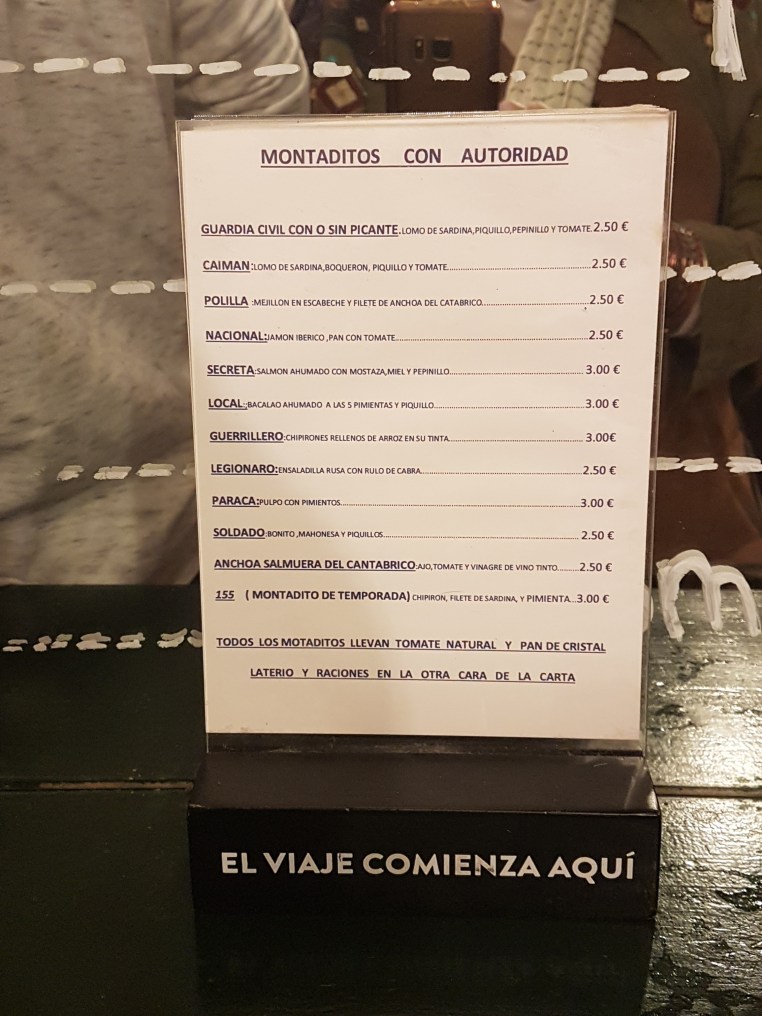 MONTADITOS CON AUTORIDAD
GUARDIA CIVIL CON O SIN PICANTE:LOMO DE SARDINA,PIQUILLO,PEPINILLO Y TOMATE.2.50 €
CAIMAN:LOMO DE SARDINA,BOQUERON, PIQUILLO Y TOMATE...2.50 €
POLILLA :MEJILLON EN ESCABECHE Y FILETE DE ANCHOA DEL CATABRICO...2.50 €
NACIONAL:JAMON IBERICO ,PAN CON TOMATE...2.50 €
SECRETA:SALMON AHUMADO CON MOSTAZA,MIEL Y PEPINILLO...3.00 €
LOCAL:;BACALAO AHUMADO A LAS 5 PIMIENTAS Y PIQUILLO...3.00 €
GUERRILLERO:CHIPIRONES RELLENOS DE ARROZ EN SU TINTA...3.00€
LEGIONARO:ENSALADILLA RUSA CON RULO DE CABRA...2.50 €
PARACA:PULPO CON PIMIENTOS...3.00 €
SOLDADO:BONITO ,MAHONESA Y PIQUILLOS...2.50 €
ANCHOA SALMUERA DEL CANTABRICO:AJO,TOMATE Y VINAGRE DE VINO TINTO...2.50 €
155 ( MONTADITO DE TEMPORADA) CHIPIRON, FILETE DE SARDINA, Y PIMIENTA...3.00 €
TODOS LOS MOTADITOS LLEVAN TOMATE NATURAL Y PAN DE CRISTAL
LATERIO Y RACIONES EN LA OTRA CARA DE LA CARTA
EL VIAJE COMIENZA AQUÍ